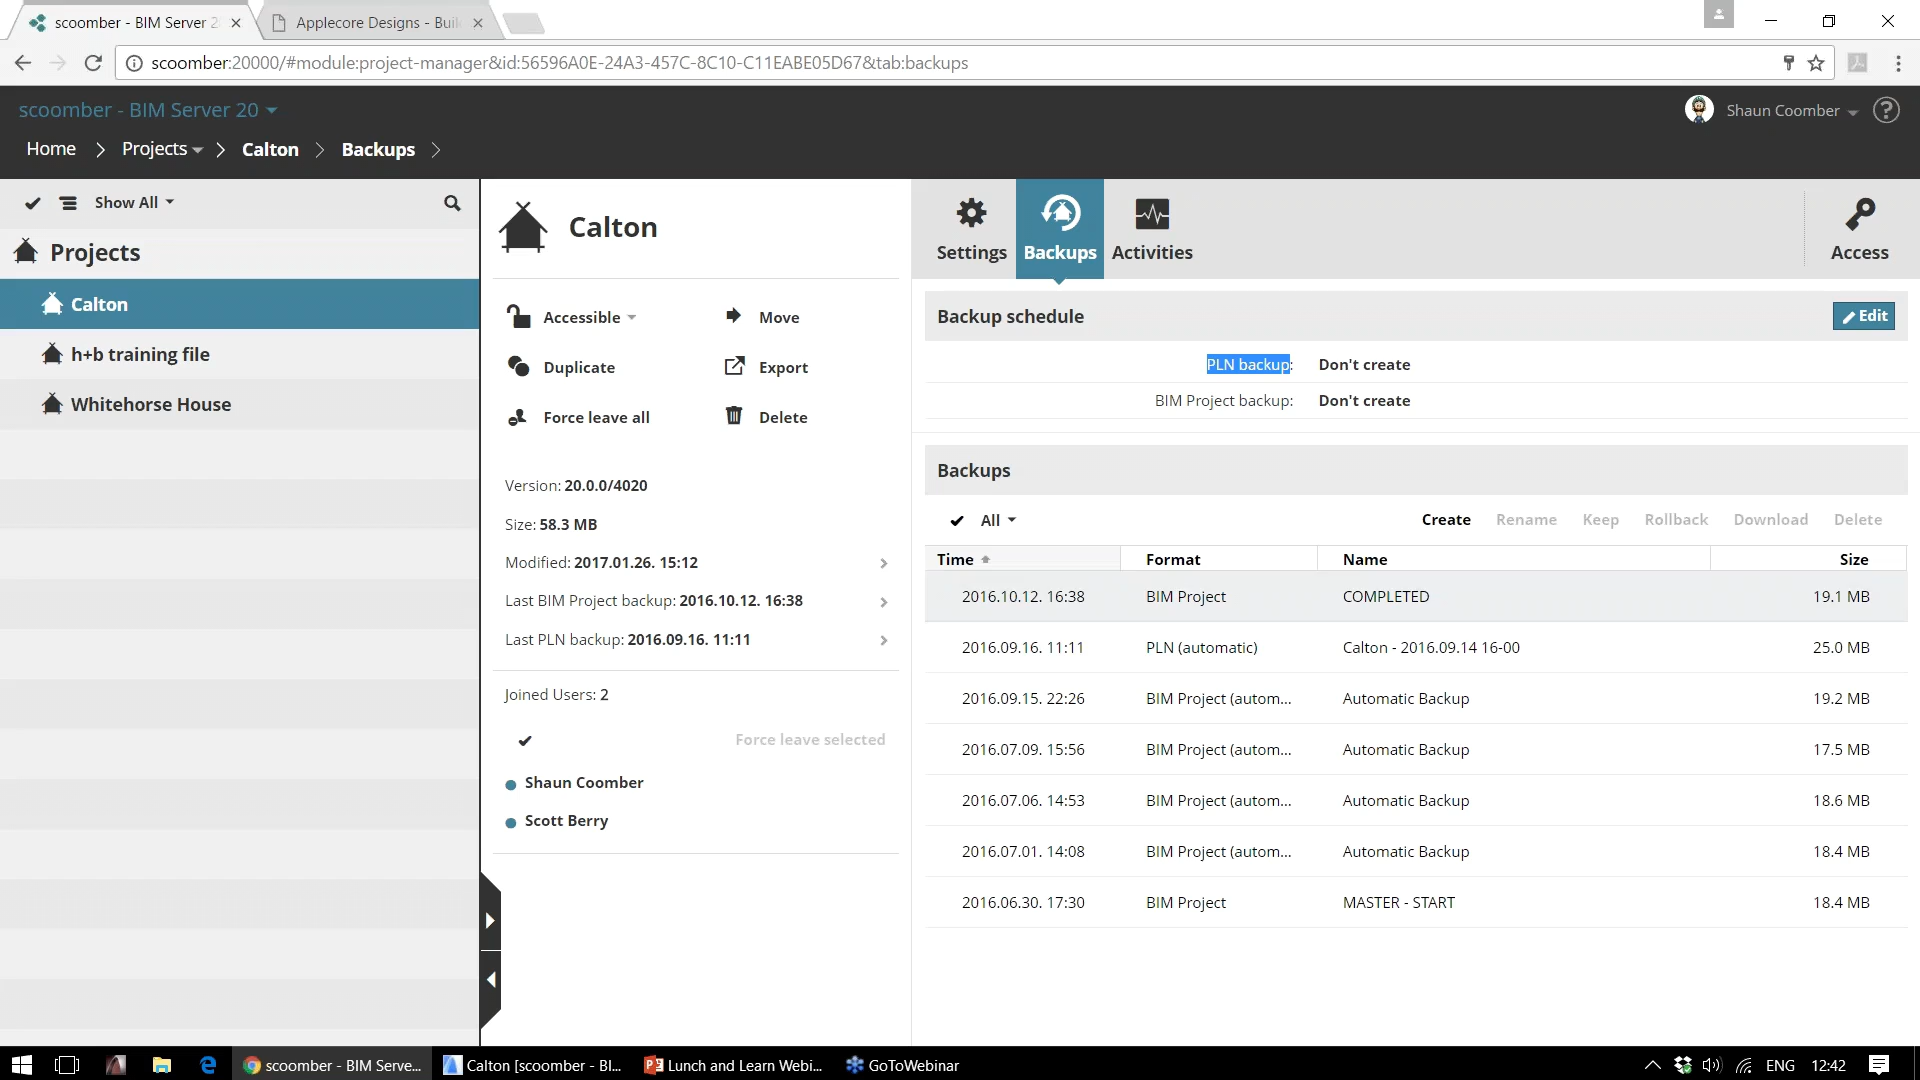 scoomber - BIM Server 2
Applecore Designs - Buil
scoomber:20000/#module:project-manager&id:56596A0E-24A3-457C-8C10-C11EABE05D67&tab:backups
scoomber - BIM Server 20
Shaun Coomber
?
Home > Projects > Calton > Backups >
Show All
Projects
Calton
h+b training file
Whitehorse House
Calton
Accessible
Move
Duplicate
Export
Force leave all
Delete
Version: 20.0.0/4020
Size: 58.3 MB
Modified: 2017.01.26. 15:12
Last BIM Project backup: 2016.10.12. 16:38
Last PLN backup: 2016.09.16. 11:11
Joined Users: 2
Force leave selected
Shaun Coomber
Scott Berry
Settings
Backups
Activities
Access
Backup schedule
Edit
PLN backup: Don't create
BIM Project backup: Don't create
Backups
All
Create Rename Keep Rollback Download Delete
Time Format Name Size
2016.10.12. 16:38 BIM Project COMPLETED 19.1 MB
2016.09.16. 11:11 PLN (automatic) Calton - 2016.09.14 16-00 25.0 MB
2016.09.15. 22:26 BIM Project (autom... Automatic Backup 19.2 MB
2016.07.09. 15:56 BIM Project (autom... Automatic Backup 17.5 MB
2016.07.06. 14:53 BIM Project (autom... Automatic Backup 18.6 MB
2016.07.01. 14:08 BIM Project (autom... Automatic Backup 18.4 MB
2016.06.30. 17:30 BIM Project MASTER - START 18.4 MB
scoomber - BIM Serve...
Calton [scoomber - BI...
Lunch and Learn Webi...
GoToWebinar
ENG
12:42